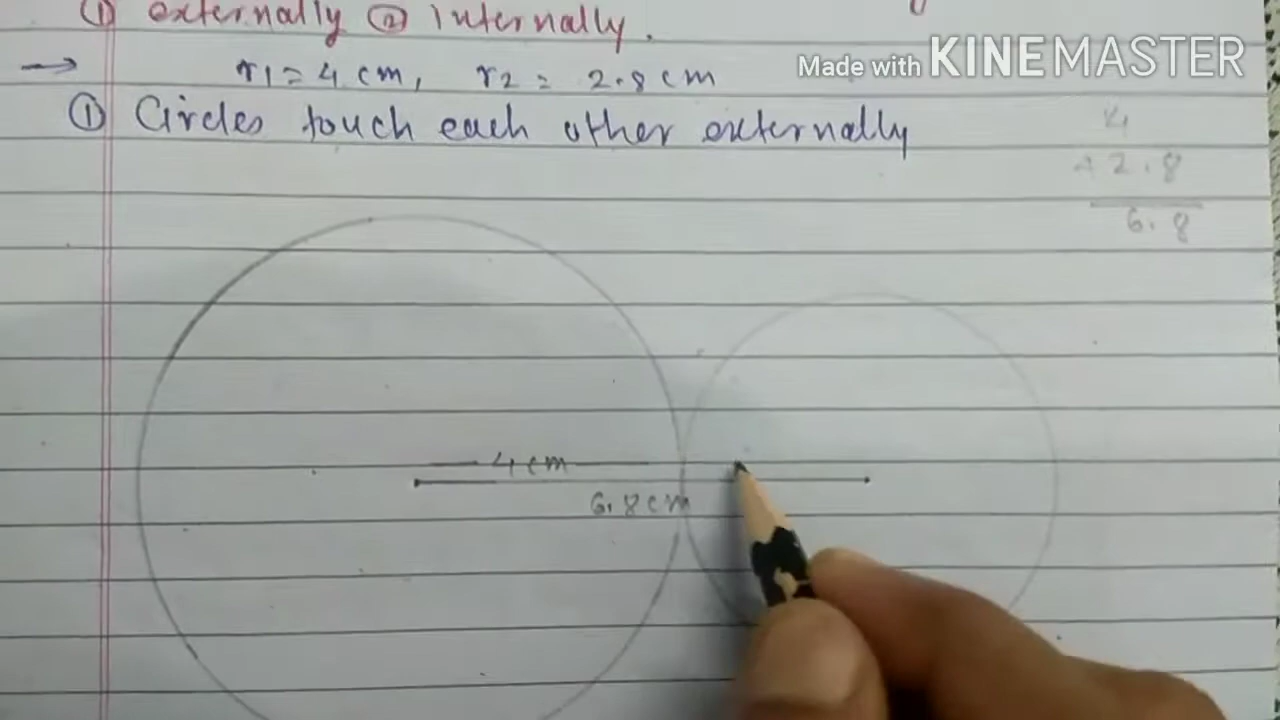 ① externally ② internally.
Made with KINEMASTER
→ r1 = 4 cm, r2 = 2.8 cm
① Circles touch each other externally
4
+ 2.8
6.8
4 cm
6.8 cm